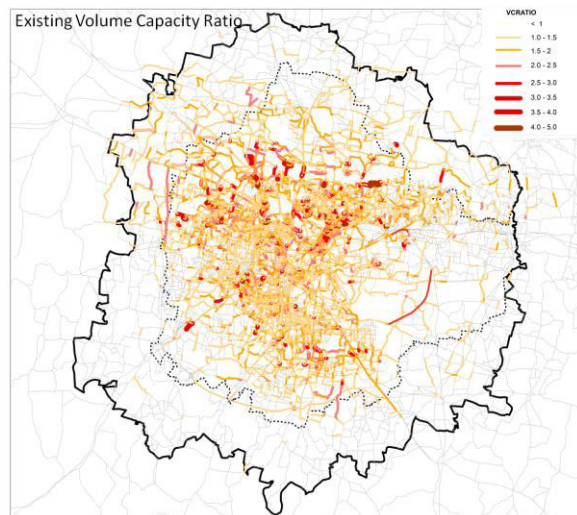 Existing Volume Capacity Ratio
VCRATIO
< 1
1.0 - 1.5
1.5 - 2
2.0 - 2.5
2.5 - 3.0
3.0 - 3.5
3.5 - 4.0
4.0 - 5.0